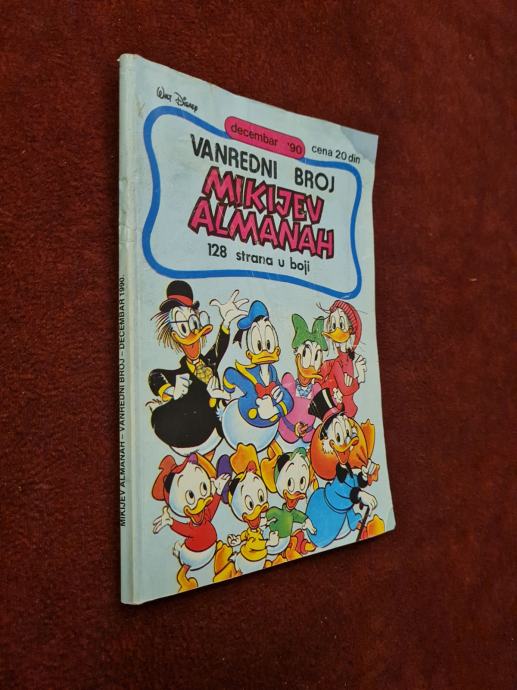 Walt Disney
decembar '90
cena 20 din
VANREDNI BROJ
MIKIJEV
ALMANAH
128 strana u boji
MIKIJEV ALMANAH – VANREDNI BROJ – DECEMBAR 1990.